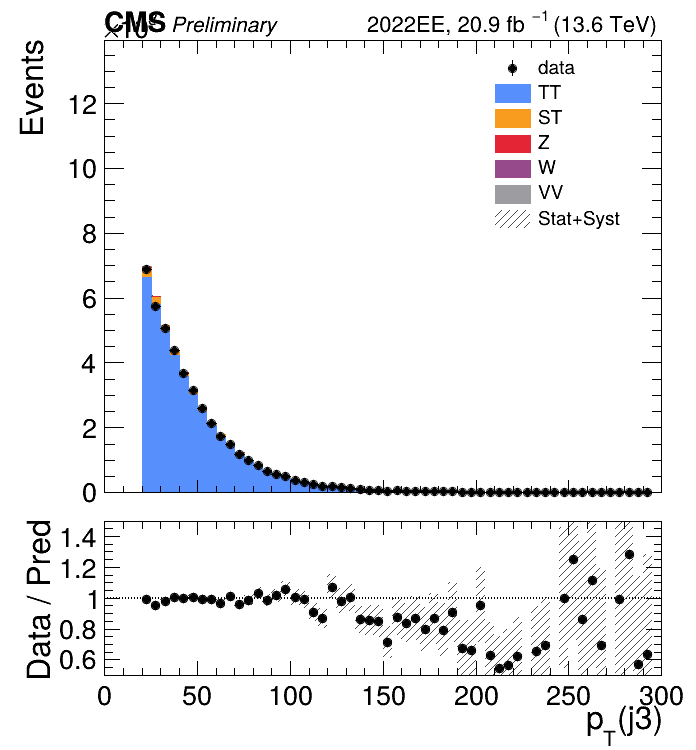 CMS Preliminary 2022EE, 20.9 fb⁻¹ (13.6 TeV)
Events
12
10
8
6
4
2
0
data
TT
ST
Z
W
VV
Stat+Syst
Data / Pred
1.4
1.2
1
0.8
0.6
0 50 100 150 200 250 300
p_T(j3)